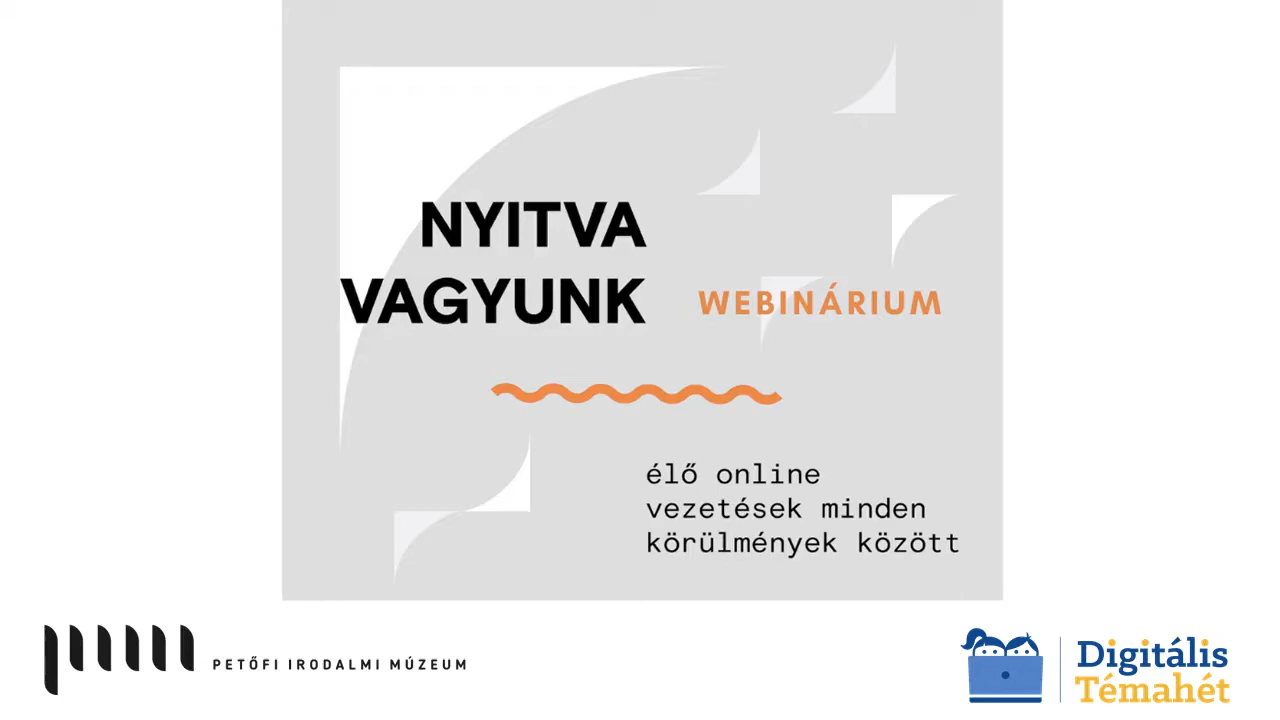 NYITVA
VAGYUNK
WEBINÁRIUM
élő online
vezetések minden
körülmények között
PETŐFI IRODALMI MÚZEUM
Digitális
Témahét